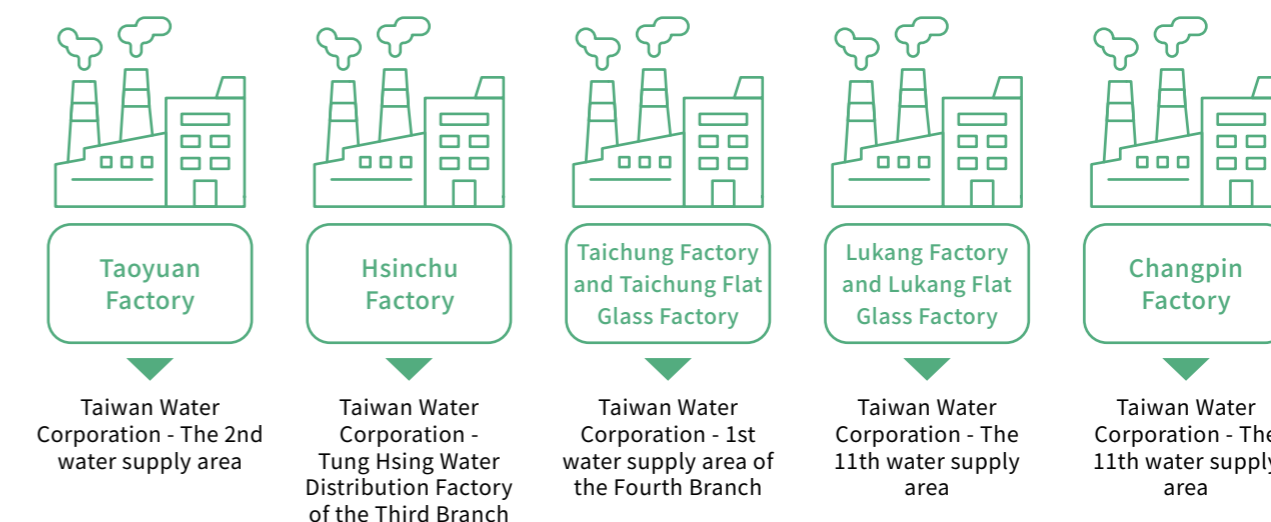 Taoyuan
Factory
Hsinchu
Factory
Taichung Factory
and Taichung Flat
Glass Factory
Lukang Factory
and Lukang Flat
Glass Factory
Changpin
Factory
Taiwan Water
Corporation - The 2nd
water supply area
Taiwan Water
Corporation -
Tung Hsing Water
Distribution Factory
of the Third Branch
Taiwan Water
Corporation - 1st
water supply area of
the Fourth Branch
Taiwan Water
Corporation - The
11th water supply
area
Taiwan Water
Corporation - The
11th water supply
area